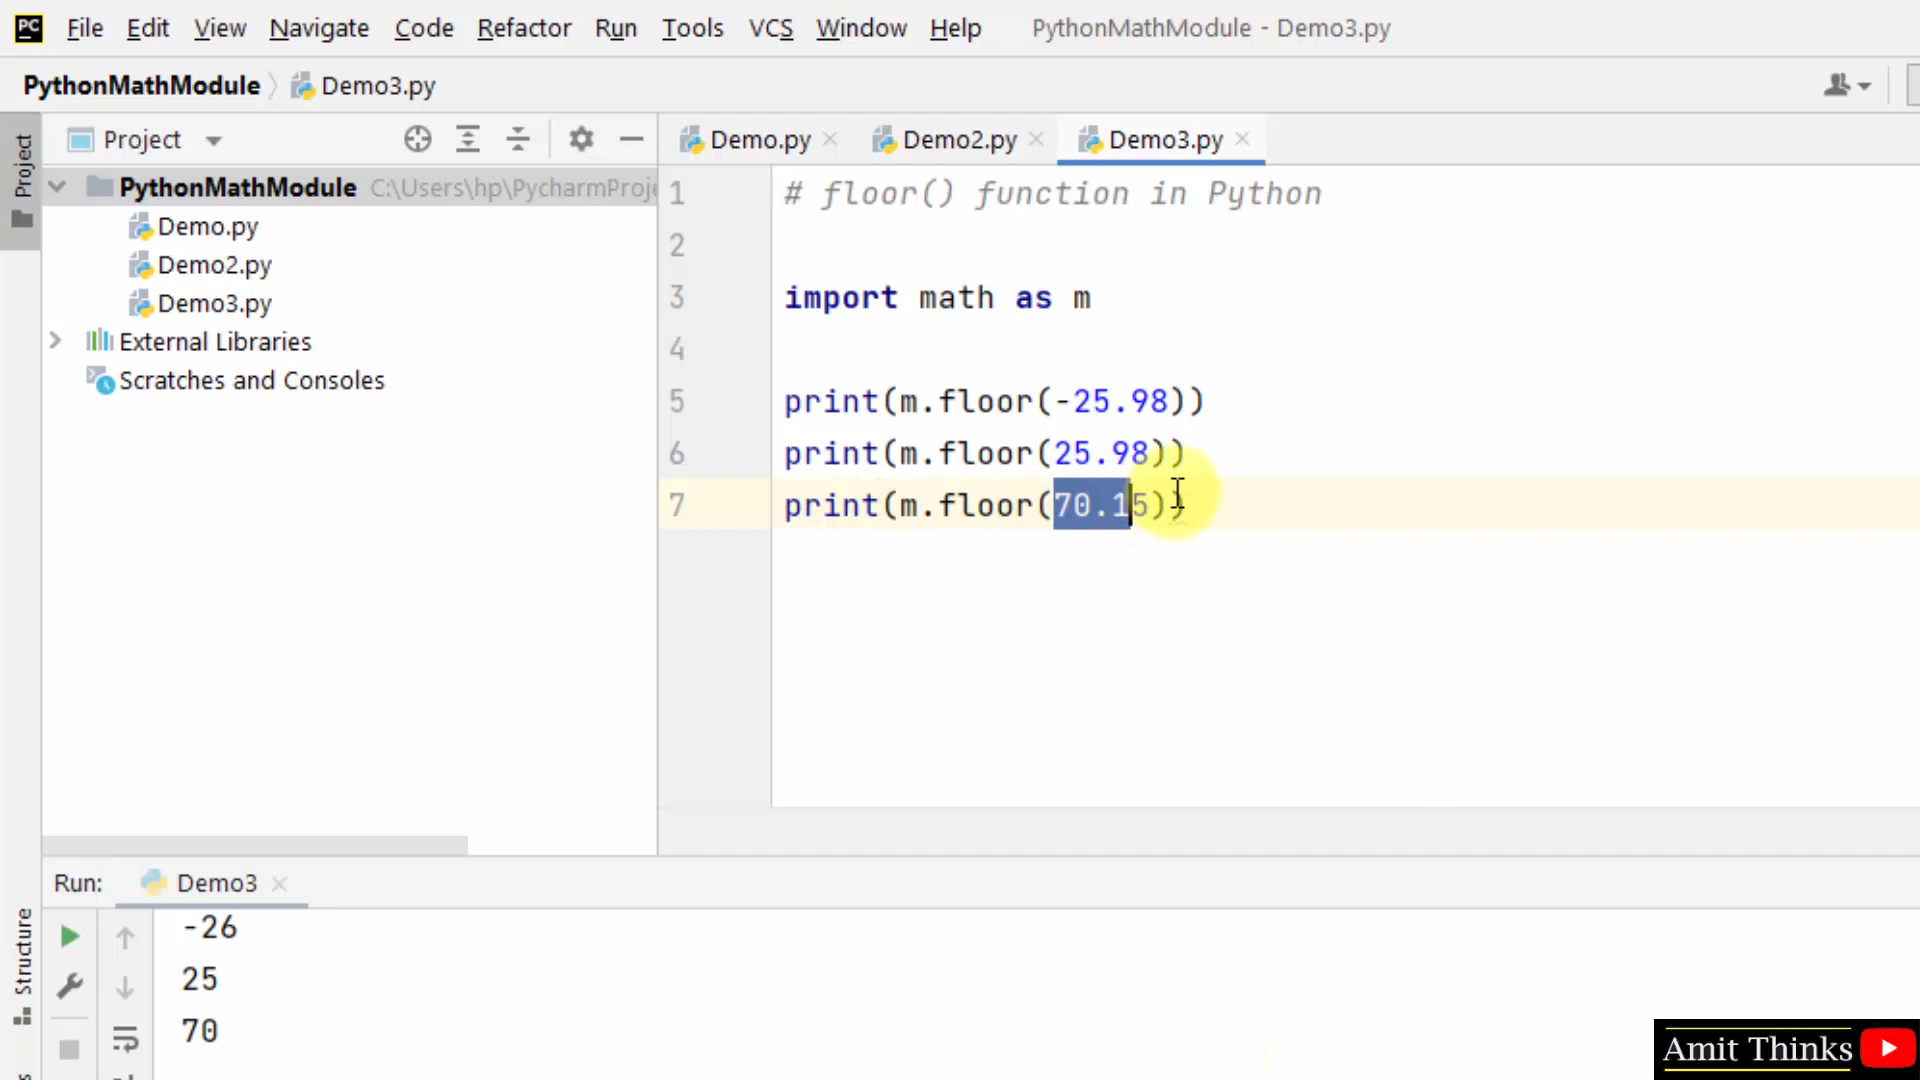 PC File Edit View Navigate Code Refactor Run Tools VCS Window Help PythonMathModule - Demo3.py
PythonMathModule Demo3.py
Project
Project
Demo.py Demo2.py Demo3.py
PythonMathModule C:\Users\hp\PycharmProje
Demo.py
Demo2.py
Demo3.py
External Libraries
Scratches and Consoles
1 # floor() function in Python
2
3 import math as m
4
5 print(m.floor(-25.98))
6 print(m.floor(25.98))
7 print(m.floor(70.15))
Run: Demo3
Structure
-26
25
70
Amit Thinks